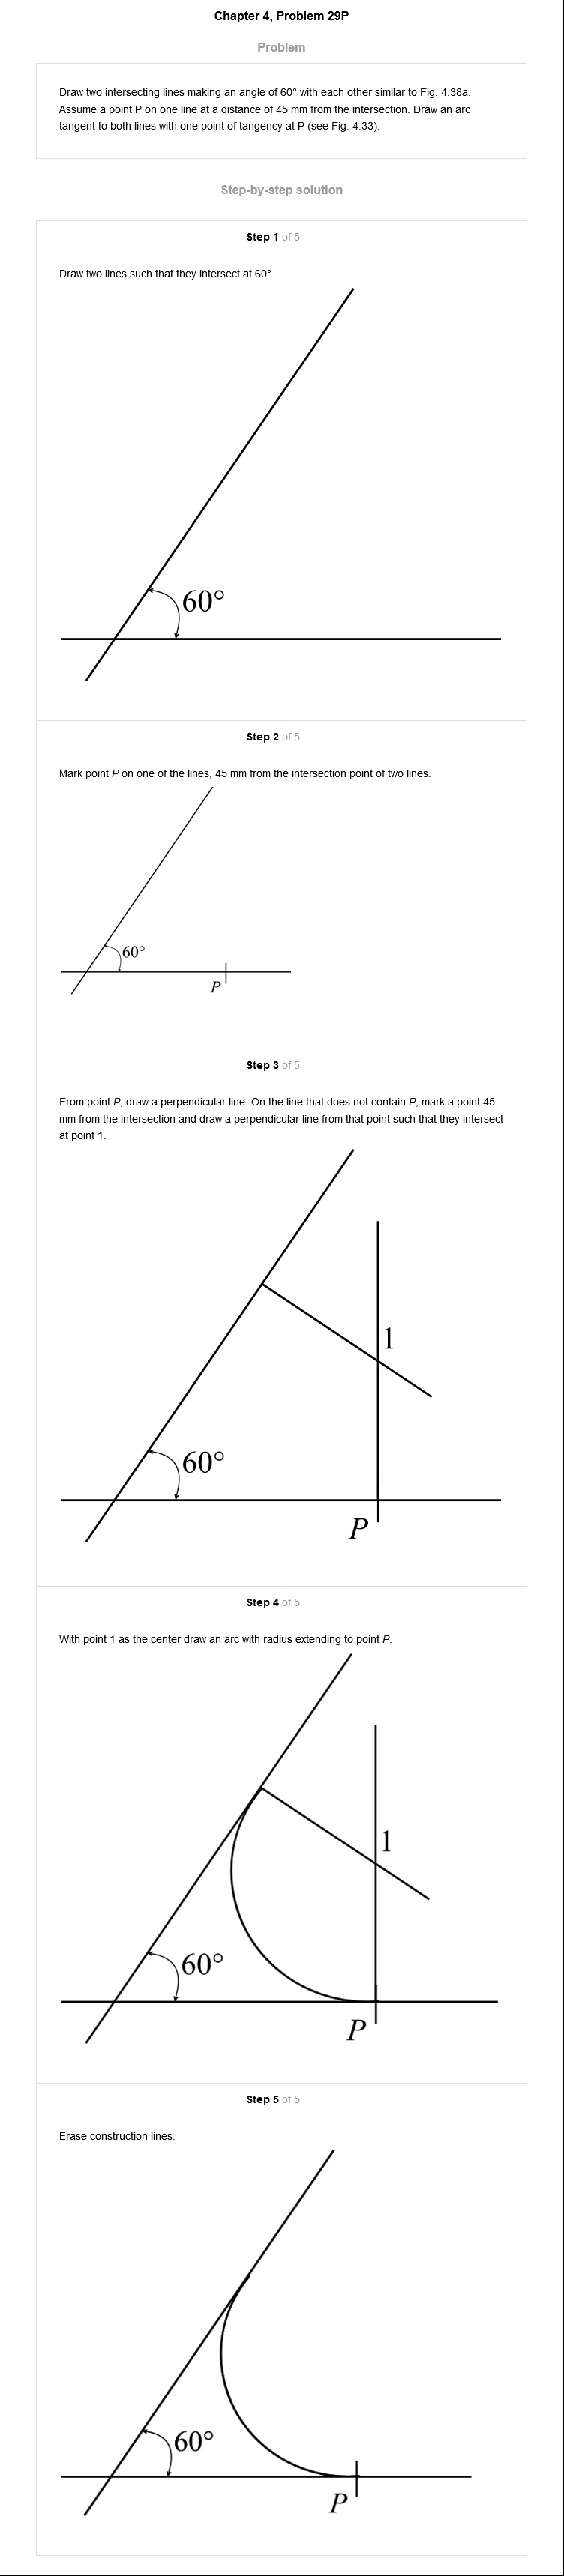 Chapter 4, Problem 29P
Problem
Draw two intersecting lines making an angle of 60° with each other similar to Fig. 4.38a.
Assume a point P on one line at a distance of 45 mm from the intersection. Draw an arc
tangent to both lines with one point of tangency at P (see Fig. 4.33).
Step-by-step solution
Step 1 of 5
Draw two lines such that they intersect at 60°.
60°
Step 2 of 5
Mark point P on one of the lines, 45 mm from the intersection point of two lines.
60°
P
Step 3 of 5
From point P, draw a perpendicular line. On the line that does not contain P, mark a point 45
mm from the intersection and draw a perpendicular line from that point such that they intersect
at point 1.
1
60°
P
Step 4 of 5
With point 1 as the center draw an arc with radius extending to point P.
1
60°
P
Step 5 of 5
Erase construction lines.
60°
P